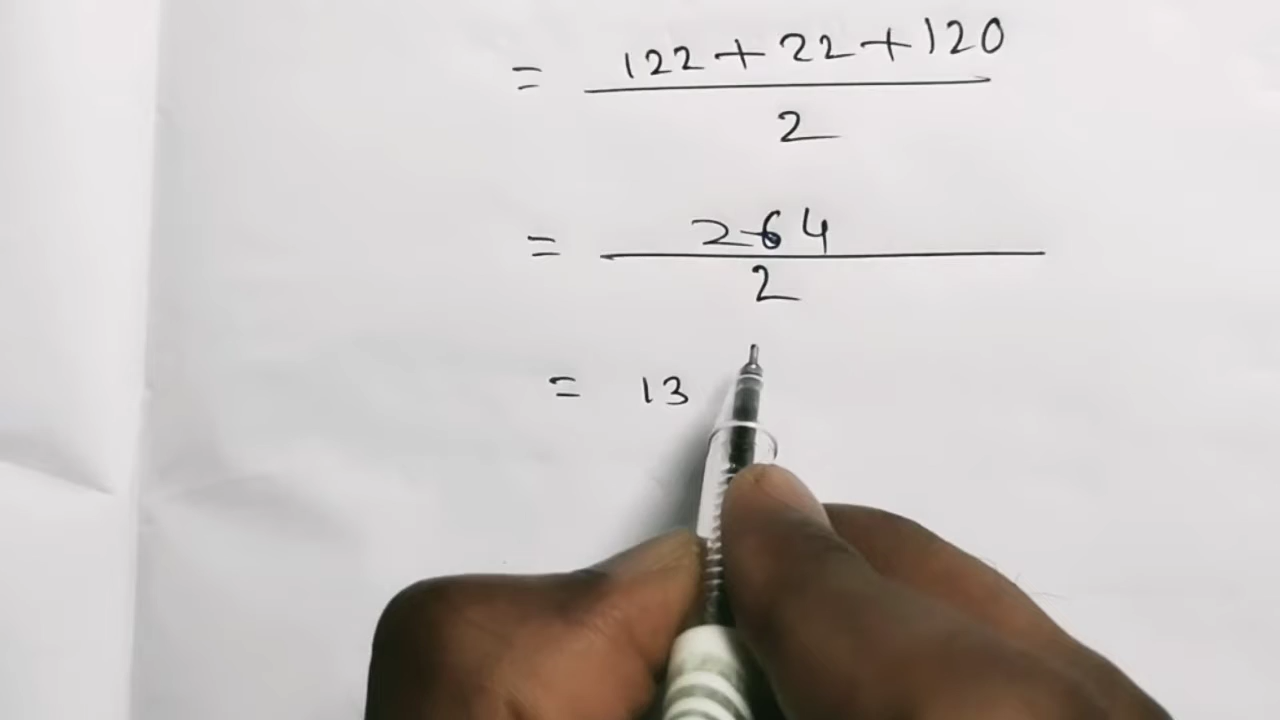 = 122 + 22 + 120
2
= 264
2
= 13